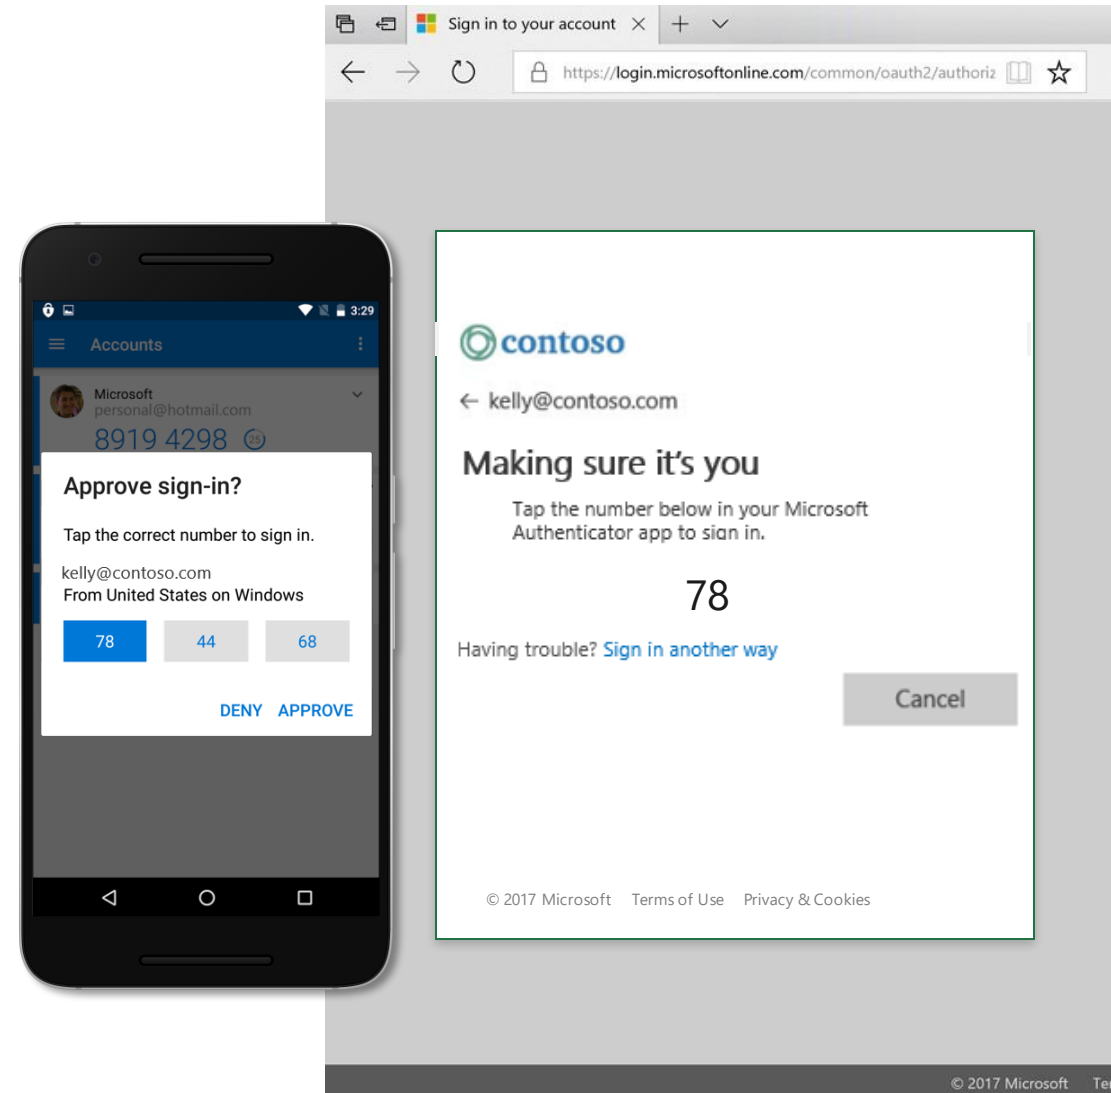 Sign in to your account
https://login.microsoftonline.com/common/oauth2/authoriz
3:29
Accounts
Microsoft
personal@hotmail.com
8919 4298 25
Approve sign-in?
Tap the correct number to sign in.
kelly@contoso.com
From United States on Windows
78 44 68
DENY APPROVE
contoso
← kelly@contoso.com
Making sure it's you
Tap the number below in your Microsoft
Authenticator app to sign in.
78
Having trouble? Sign in another way
Cancel
© 2017 Microsoft Terms of Use Privacy & Cookies
© 2017 Microsoft